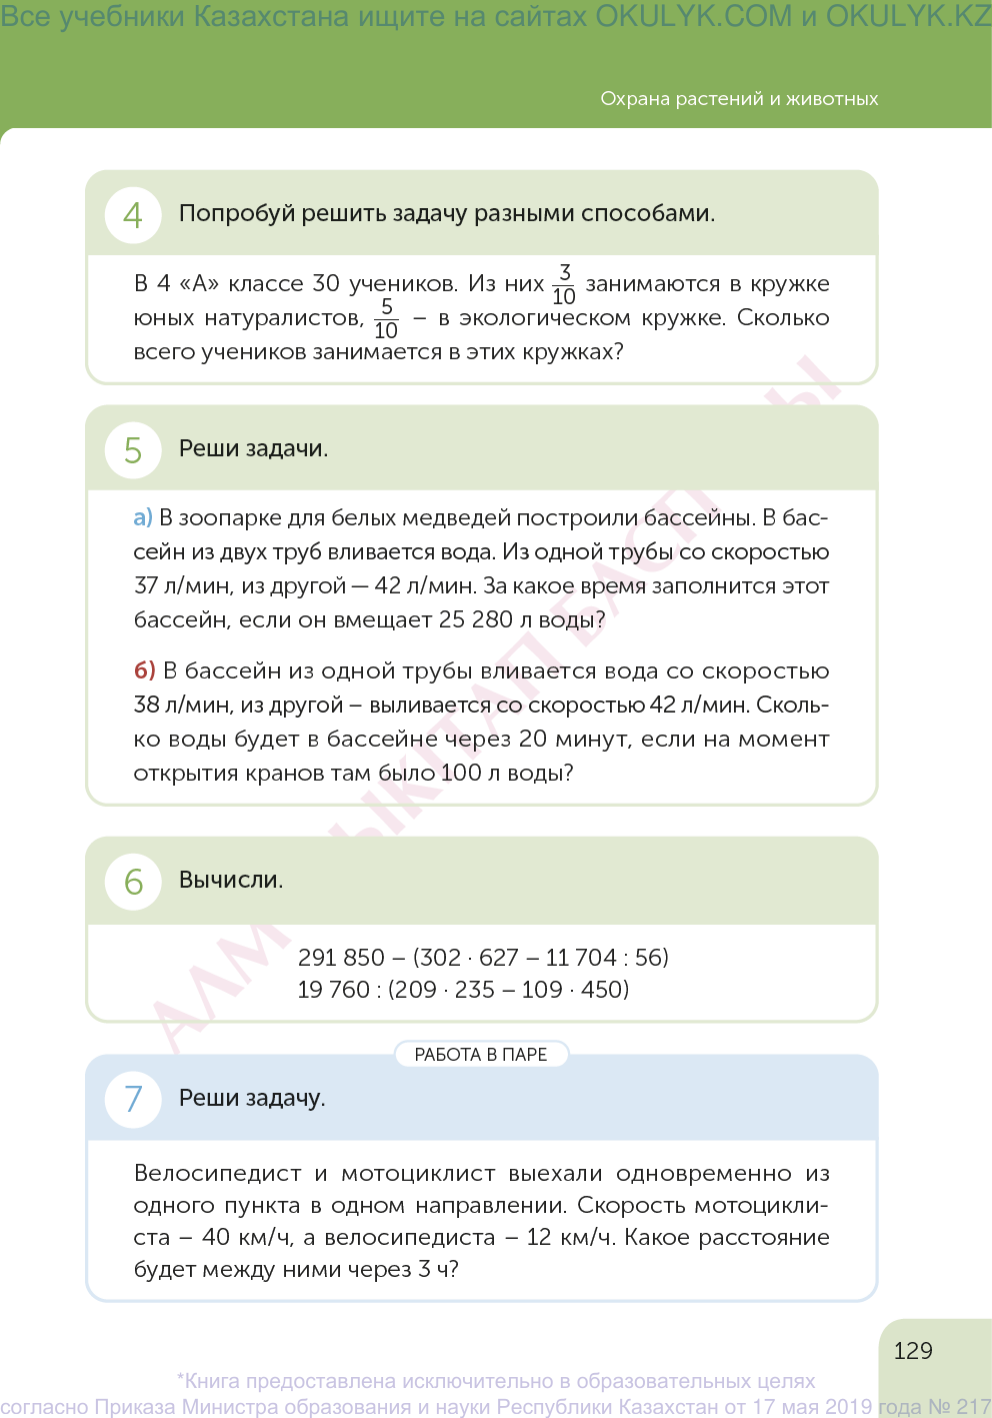 Все учебники Казахстана ищите на сайтах OKULYK.COM и OKULYK.KZ
Охрана растений и животных
4 Попробуй решить задачу разными способами.
В 4 «А» классе 30 учеников. Из них 3/10 занимаются в кружке
юных натуралистов, 5/10 – в экологическом кружке. Сколько
всего учеников занимается в этих кружках?
5 Реши задачи.
а) В зоопарке для белых медведей построили бассейны. В бас-
сейн из двух труб вливается вода. Из одной трубы со скоростью
37 л/мин, из другой — 42 л/мин. За какое время заполнится этот
бассейн, если он вмещает 25 280 л воды?
б) В бассейн из одной трубы вливается вода со скоростью
38 л/мин, из другой – выливается со скоростью 42 л/мин. Сколь-
ко воды будет в бассейне через 20 минут, если на момент
открытия кранов там было 100 л воды?
6 Вычисли.
291 850 – (302 · 627 – 11 704 : 56)
19 760 : (209 · 235 – 109 · 450)
РАБОТА В ПАРЕ
7 Реши задачу.
Велосипедист и мотоциклист выехали одновременно из
одного пункта в одном направлении. Скорость мотоцикли-
ста – 40 км/ч, а велосипедиста – 12 км/ч. Какое расстояние
будет между ними через 3 ч?
129
*Книга предоставлена исключительно в образовательных целях
согласно Приказа Министра образования и науки Республики Казахстан от 17 мая 2019 года № 217